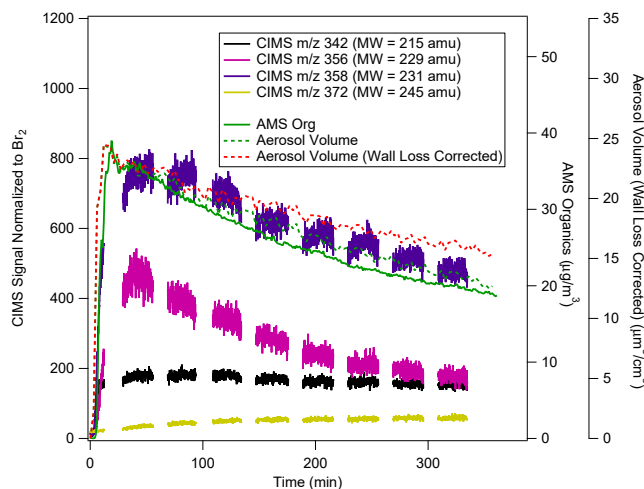 1200
1000
800
600
400
200
0
CIMS Signal Normalized to Br2
0
100
200
300
Time (min)
CIMS m/z 342 (MW = 215 amu)
CIMS m/z 356 (MW = 229 amu)
CIMS m/z 358 (MW = 231 amu)
CIMS m/z 372 (MW = 245 amu)
AMS Org
Aerosol Volume
Aerosol Volume (Wall Loss Corrected)
50
40
30
20
10
0
AMS Organics (µg/m3)
35
30
25
20
15
10
5
0
Aerosol Volume (Wall Loss Corrected) (µm3/cm3)